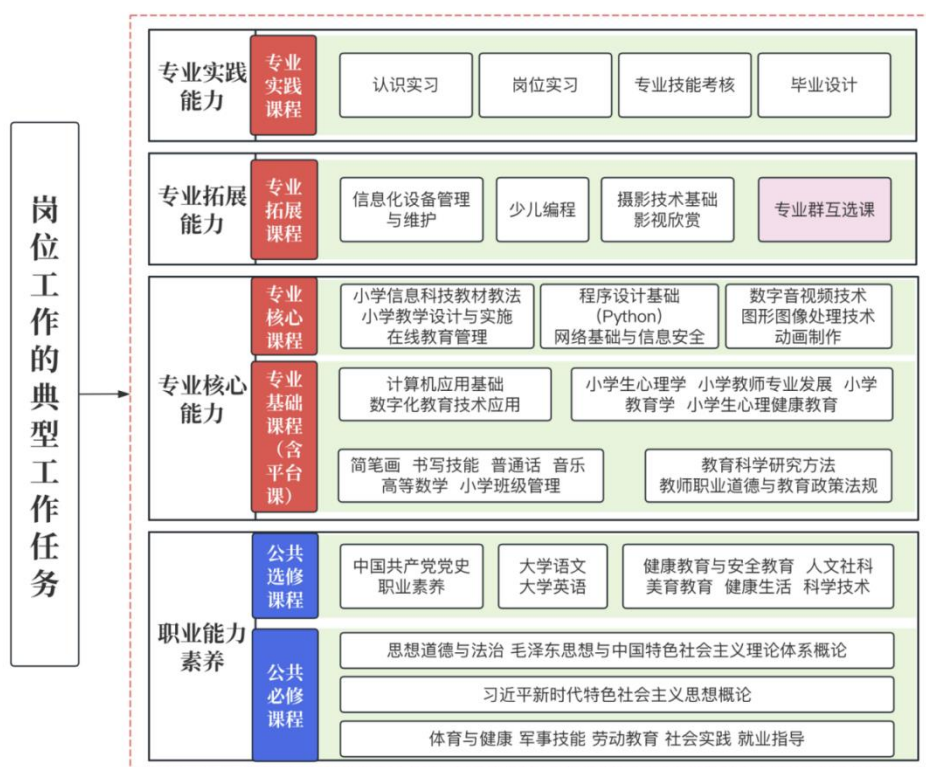 岗位工作的典型工作任务
专业实践
能力
专业
实践
课程
认识实习
岗位实习
专业技能考核
毕业设计
专业拓展
能力
专业
拓展
课程
信息化设备管理
与维护
少儿编程
摄影技术基础
影视欣赏
专业群互选课
专业核心
能力
专业
核心
课程
小学信息科技教材教法
小学教学设计与实施
在线教育管理
程序设计基础
（Python）
网络基础与信息安全
数字音视频技术
图形图像处理技术
动画制作
专业
基础
课程
（含
平台
课）
计算机应用基础
数字化教育技术应用
小学生心理学 小学教师专业发展 小学
教育学 小学生心理健康教育
简笔画 书写技能 普通话 音乐
高等数学 小学班级管理
教育科学研究方法
教师职业道德与教育政策法规
职业能力
素养
公共
选修
课程
中国共产党党史
职业素养
大学语文
大学英语
健康教育与安全教育 人文社科
美育教育 健康生活 科学技术
公共
必修
课程
思想道德与法治 毛泽东思想与中国特色社会主义理论体系概论
习近平新时代特色社会主义思想概论
体育与健康 军事技能 劳动教育 社会实践 就业指导